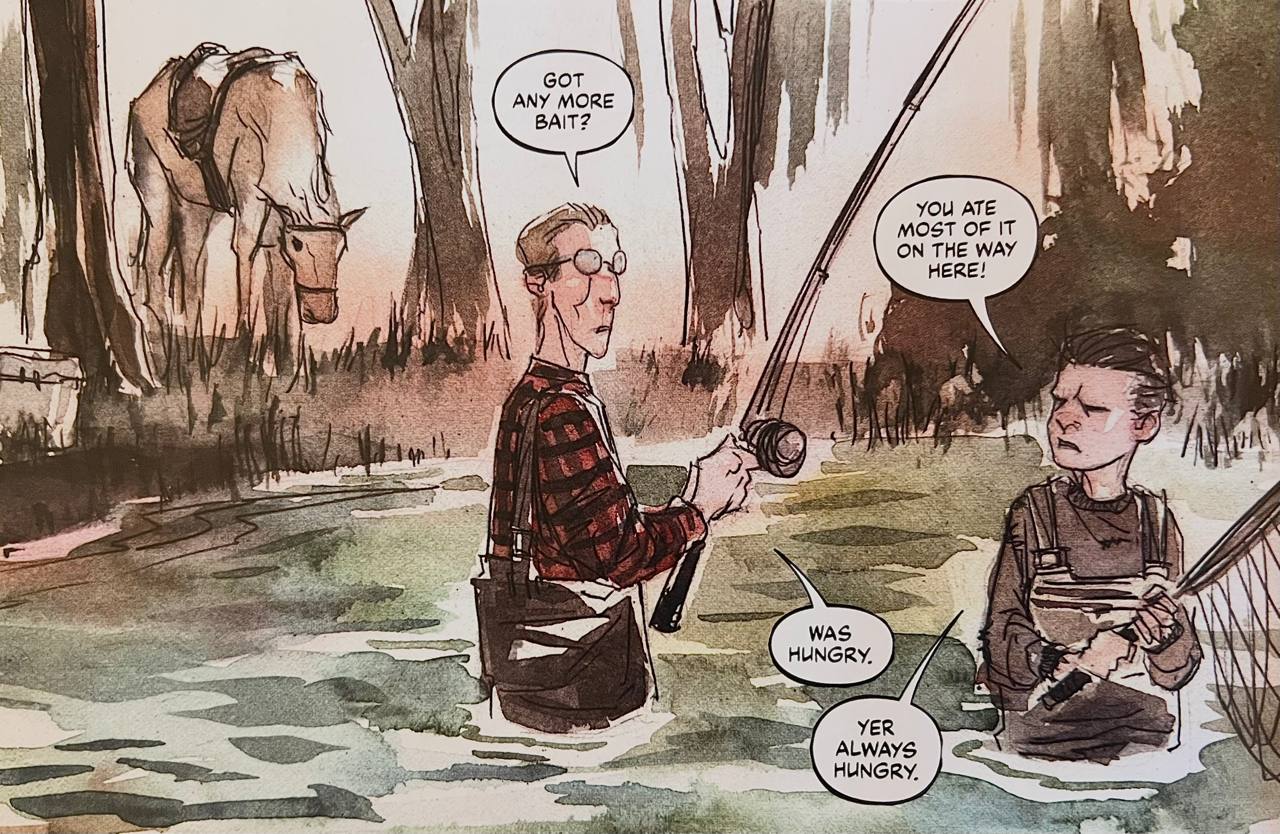 GOT
ANY MORE
BAIT?
YOU ATE
MOST OF IT
ON THE WAY
HERE!
WAS
HUNGRY.
YER
ALWAYS
HUNGRY.